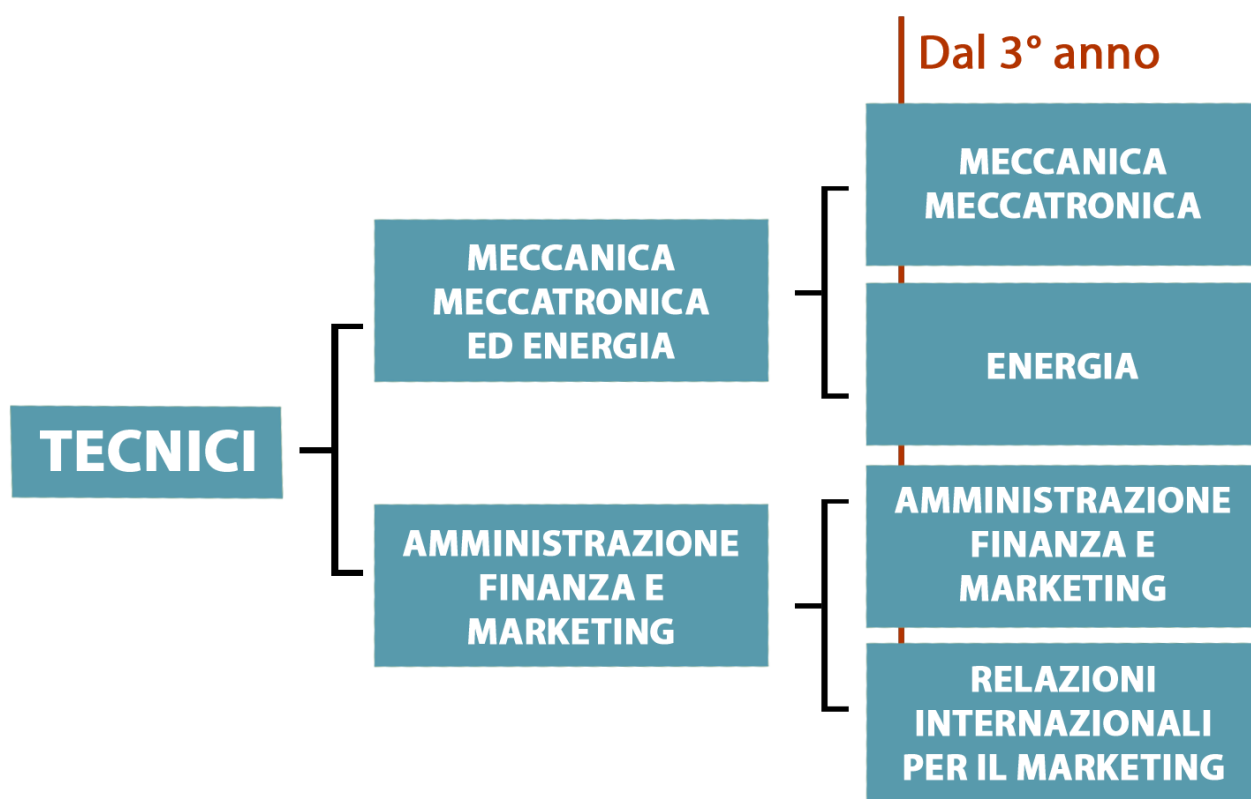 Dal 3° anno
TECNICI
MECCANICA
MECCATRONICA
ED ENERGIA
MECCANICA
MECCATRONICA
ENERGIA
AMMINISTRAZIONE
FINANZA E
MARKETING
AMMINISTRAZIONE
FINANZA E
MARKETING
RELAZIONI
INTERNAZIONALI
PER IL MARKETING